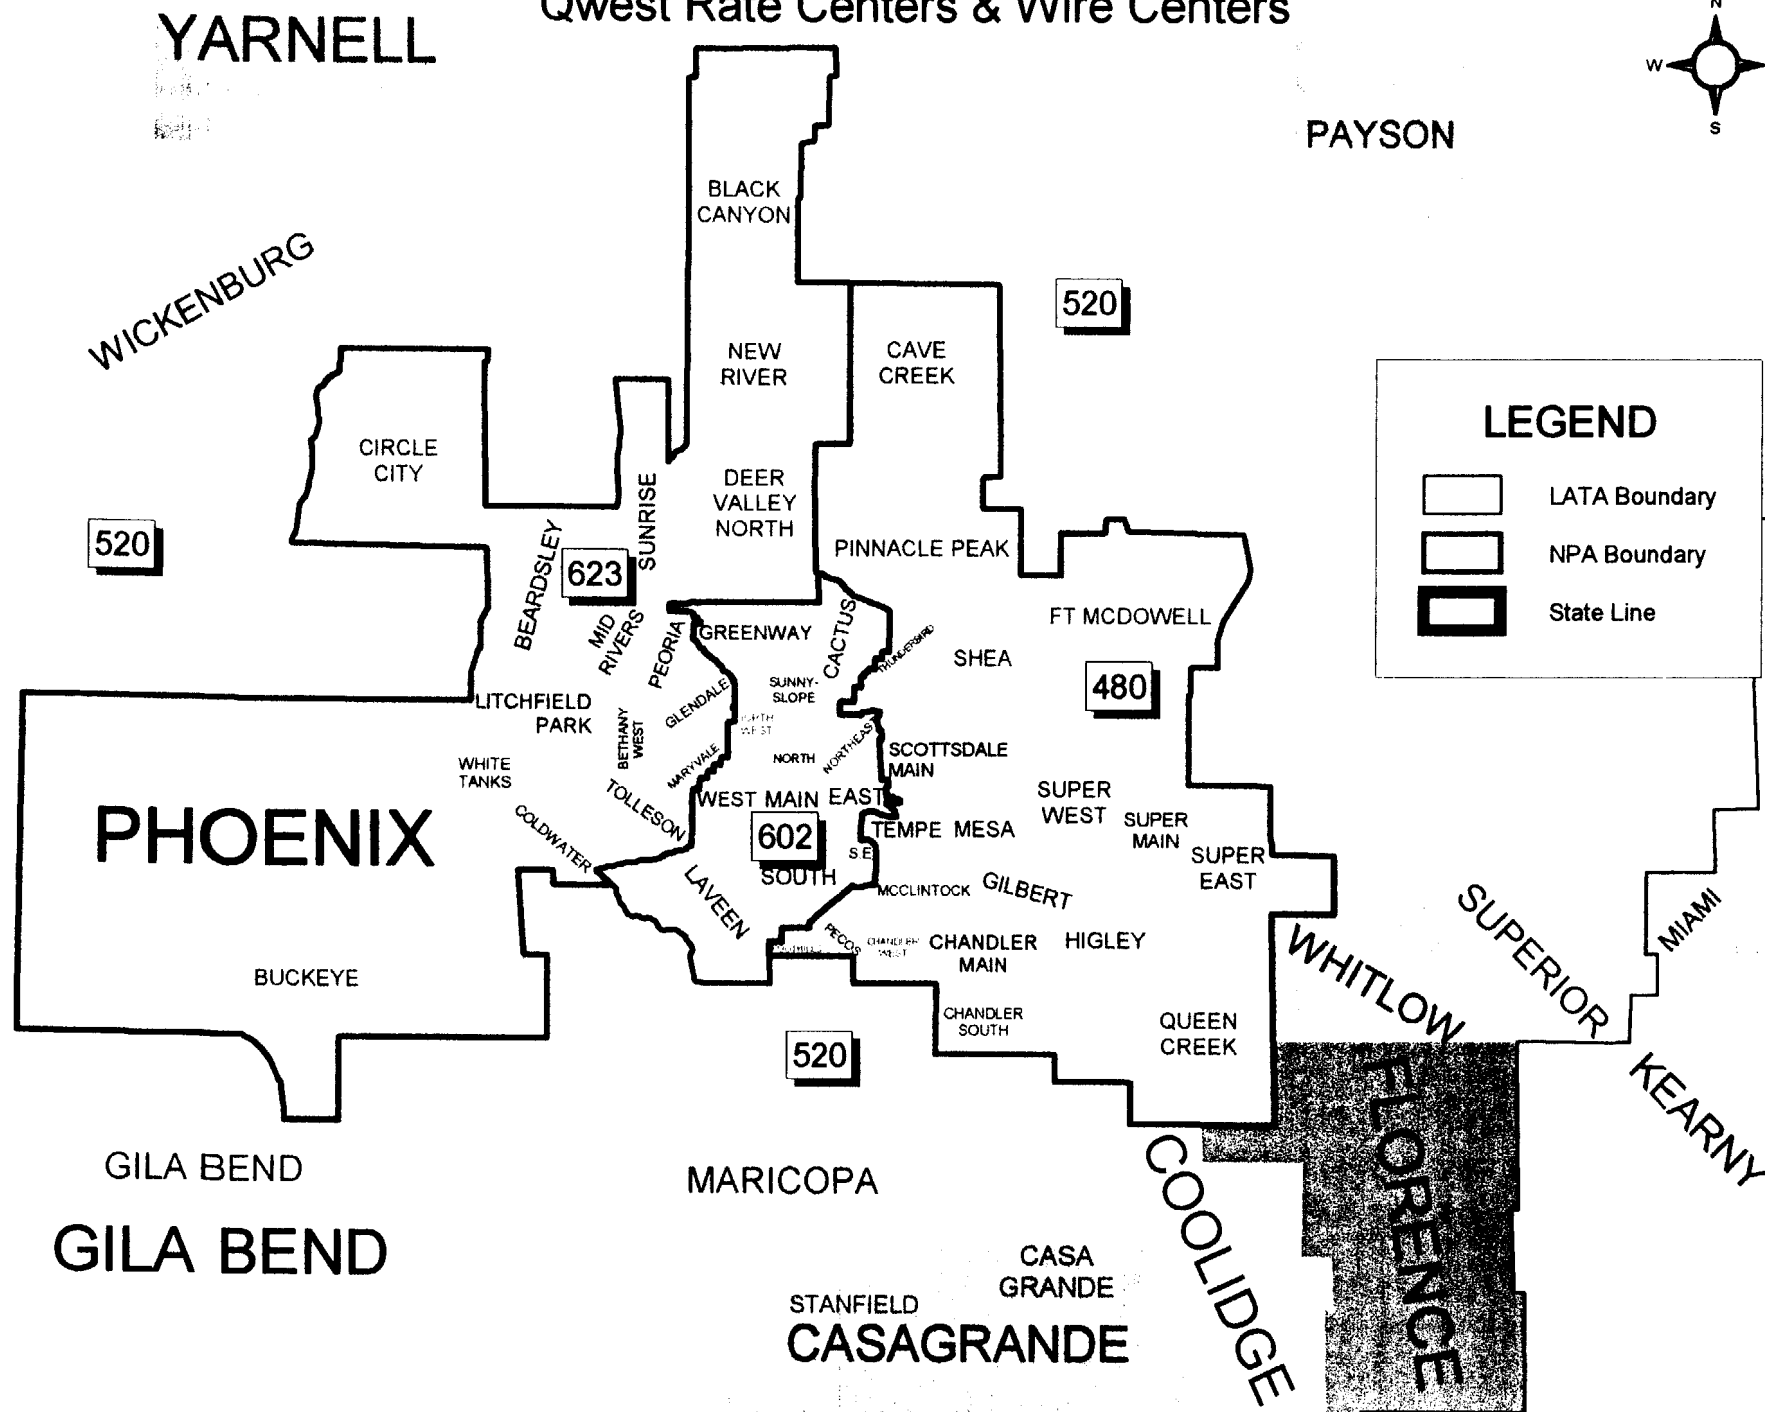 Qwest Rate Centers & Wire Centers
YARNELL
N
W
S
PAYSON
BLACK
CANYON
WICKENBURG
520
NEW
RIVER
CAVE
CREEK
LEGEND
LATA Boundary
NPA Boundary
State Line
CIRCLE
CITY
SUNRISE
DEER
VALLEY
NORTH
520
BEARDSLEY
623
PINNACLE PEAK
MID
RIVERS
PEORIA
GREENWAY
CACTUS
THUNDERBIRD
FT MCDOWELL
SHEA
480
LITCHFIELD
PARK
BETHANY
WEST
GLENDALE
SUNNY-
SLOPE
NORTH
WEST
NORTH
NORTHEAST
SCOTTSDALE
MAIN
WHITE
TANKS
MARYVALE
TOLLESON
WEST MAIN EAST
SUPER
WEST
SUPER
MAIN
SUPER
EAST
PHOENIX
COLDWATER
602
TEMPE MESA
S.E.
SOUTH
LAVEEN
MCCLINTOCK
GILBERT
PECOS
CHANDLER
WEST
CHANDLER
MAIN
HIGLEY
WHITLOW
SUPERIOR
MIAMI
BUCKEYE
CHANDLER
SOUTH
QUEEN
CREEK
520
FLORENCE
KEARNY
GILA BEND
MARICOPA
COOLIDGE
GILA BEND
CASA
GRANDE
STANFIELD
CASAGRANDE